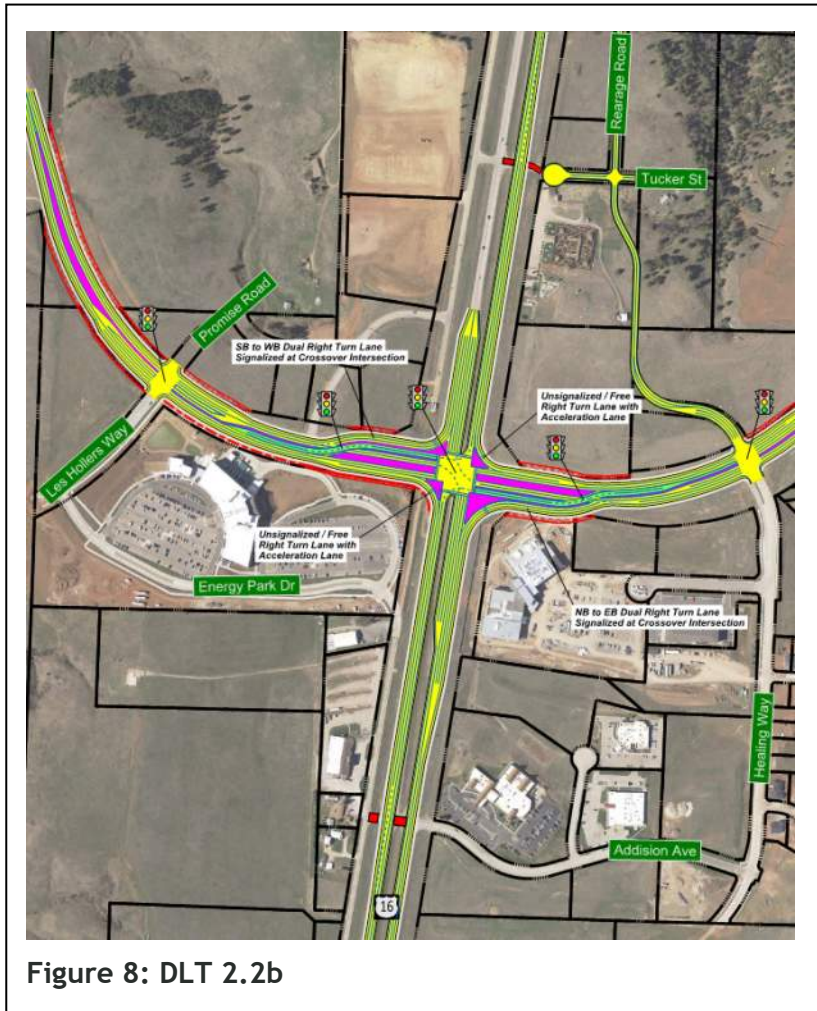 Rearage Road
Tucker St
Promise Road
SB to WB Dual Right Turn Lane
Signalized at Crossover Intersection
Unsignalized / Free
Right Turn Lane with
Acceleration Lane
Les Hollers Way
Unsignalized / Free
Right Turn Lane with
Acceleration Lane
Energy Park Dr
NB to EB Dual Right Turn Lane
Signalized at Crossover Intersection
Healing Way
Addision Ave
16
Figure 8: DLT 2.2b